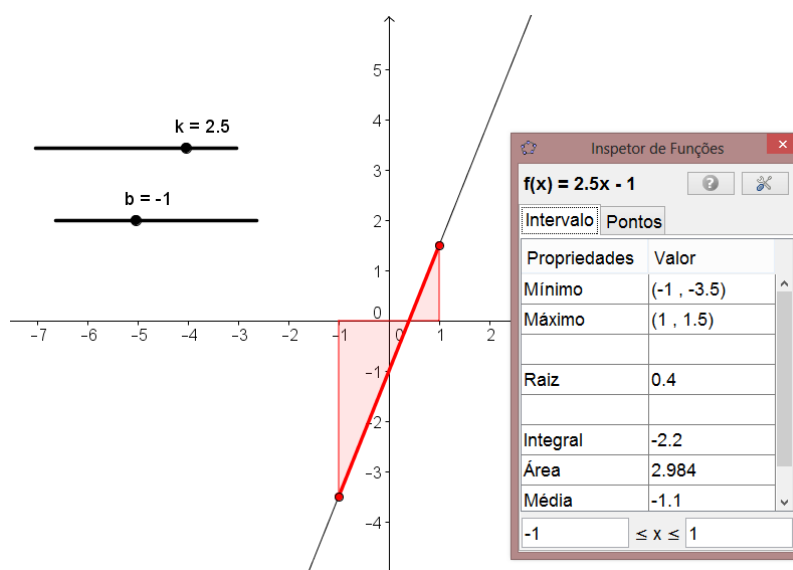 k = 2.5
b = -1
5
4
3
2
1
0
-7 -6 -5 -4 -3 -2 -1 0 1 2
-1
-2
-3
-4
Inspetor de Funções ×
f(x) = 2.5x - 1 ?
Intervalo Pontos
Propriedades Valor
Mínimo (-1 , -3.5)
Máximo (1 , 1.5)
Raiz 0.4
Integral -2.2
Área 2.984
Média -1.1
-1 ≤ x ≤ 1